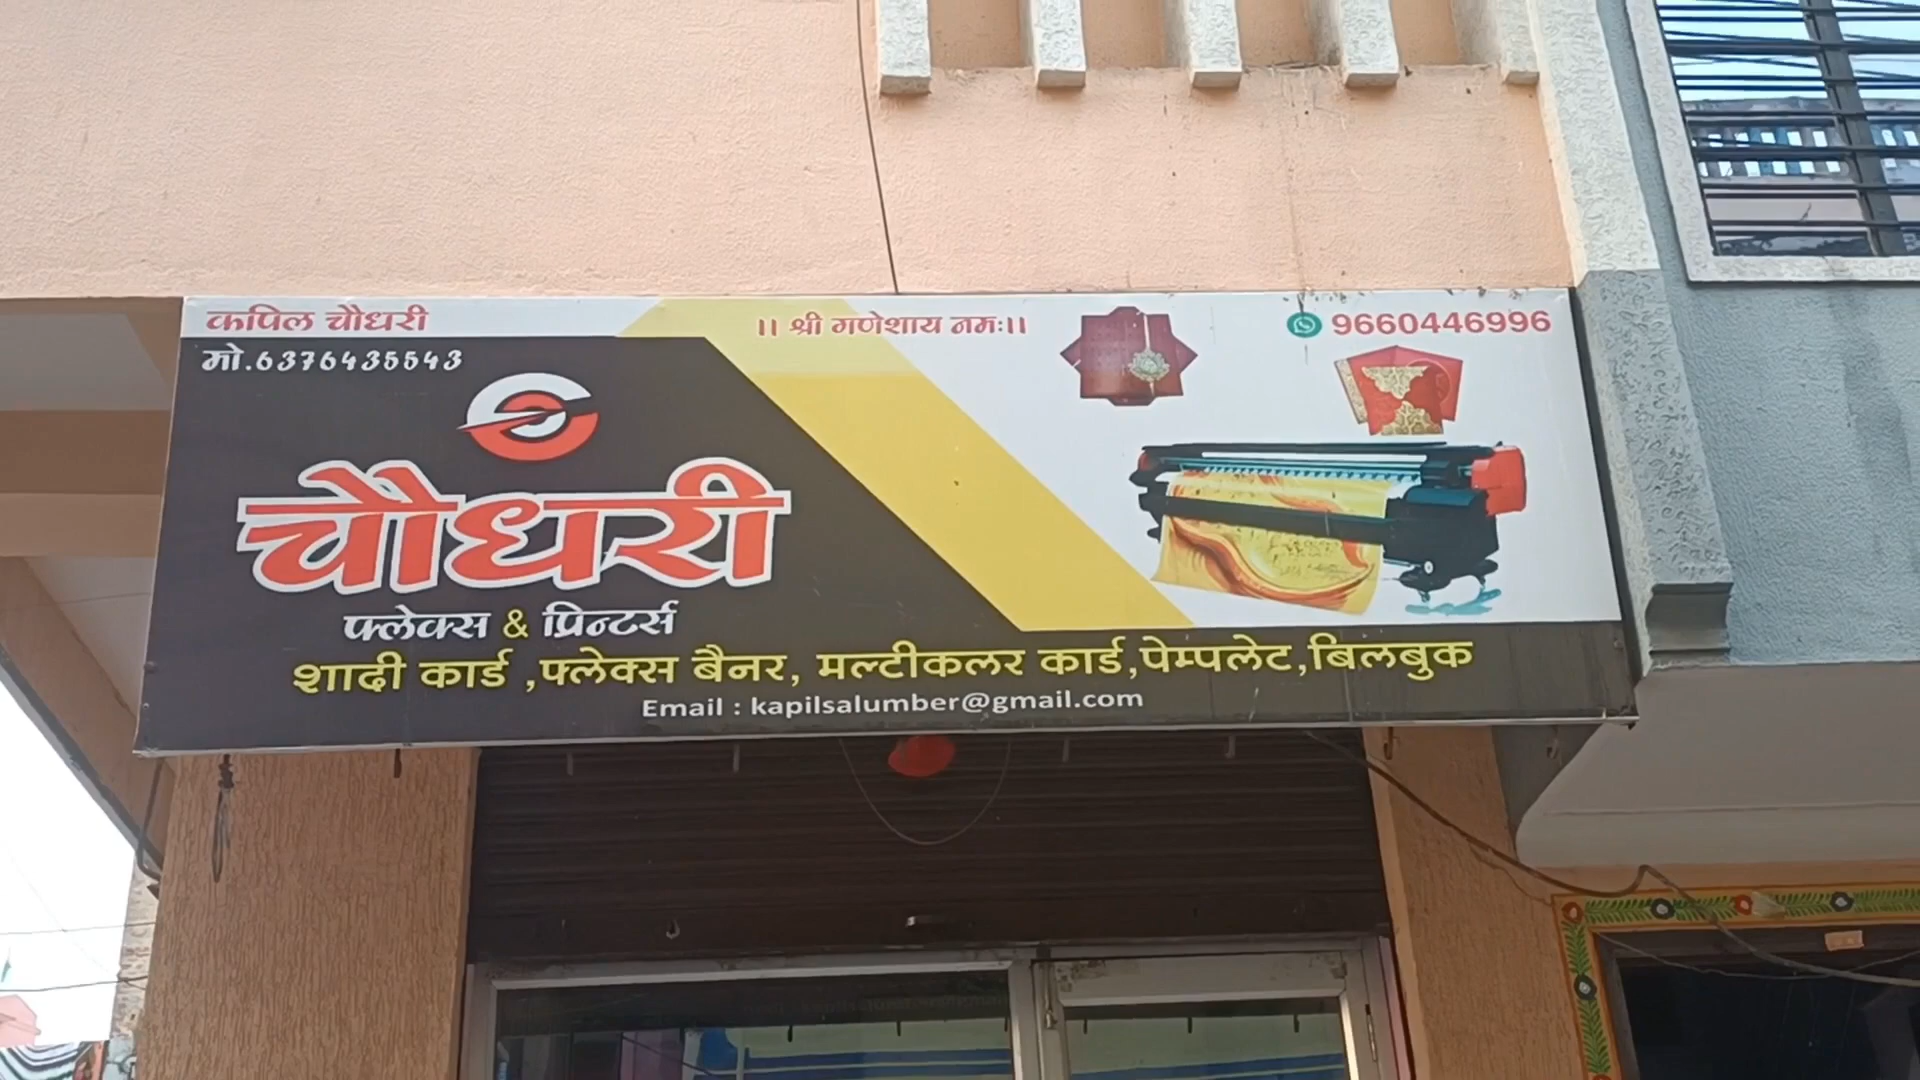 कपिल चौधरी
।। श्री गणेशाय नमः।।
9660446996
मो.6376435543
चौधरी
फ्लेक्स & प्रिन्टर्स
शादी कार्ड ,फ्लेक्स बैनर, मल्टीकलर कार्ड,पेम्पलेट,बिलबुक
Email : kapilsalumber@gmail.com